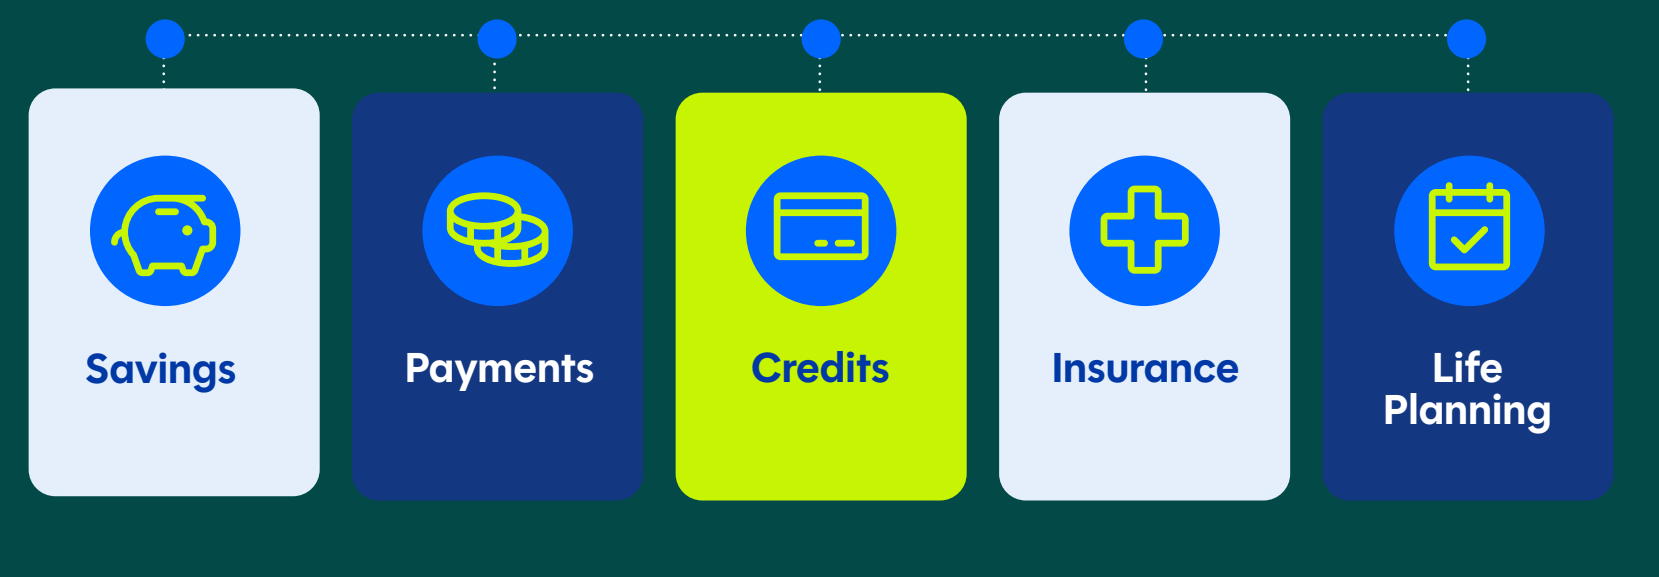 Savings
Payments
Credits
Insurance
Life
Planning